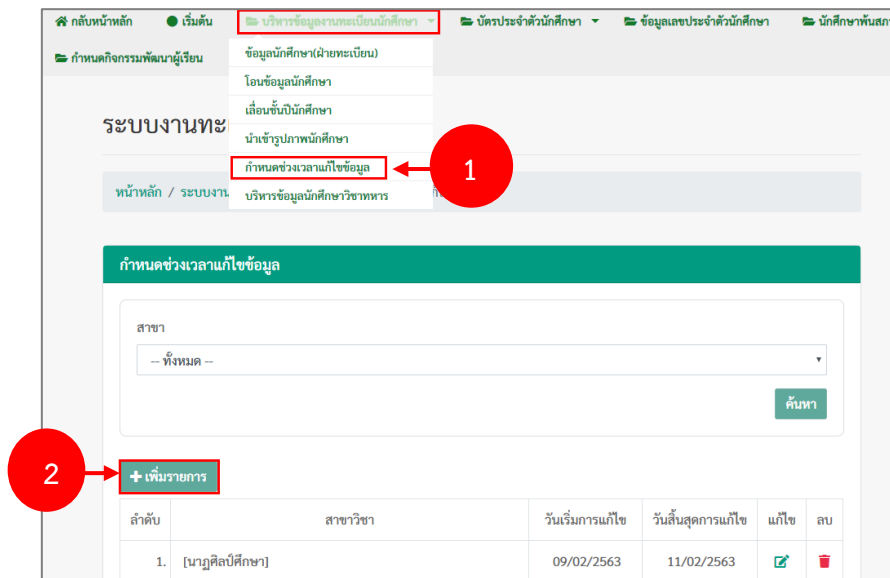 กลับหน้าหลัก เริ่มต้น บริหารข้อมูลงานทะเบียนนักศึกษา บัตรประจำตัวนักศึกษา ข้อมูลเลขประจำตัวนักศึกษา นักศึกษาพ้นสภา
กำหนดกิจกรรมพัฒนาผู้เรียน
ข้อมูลนักศึกษา(ฝ่ายทะเบียน)
โอนข้อมูลนักศึกษา
เลื่อนชั้นปีนักศึกษา
นำเข้ารูปภาพนักศึกษา
กำหนดช่วงเวลาแก้ไขข้อมูล
บริหารข้อมูลนักศึกษาวิชาทหาร
1
ระบบงานทะ
หน้าหลัก / ระบบงาน
กำหนดช่วงเวลาแก้ไขข้อมูล
สาขา
-- ทั้งหมด --
ค้นหา
2
+ เพิ่มรายการ
ลำดับ สาขาวิชา วันเริ่มการแก้ไข วันสิ้นสุดการแก้ไข แก้ไข ลบ
1. [นาฏศิลป์ศึกษา] 09/02/2563 11/02/2563